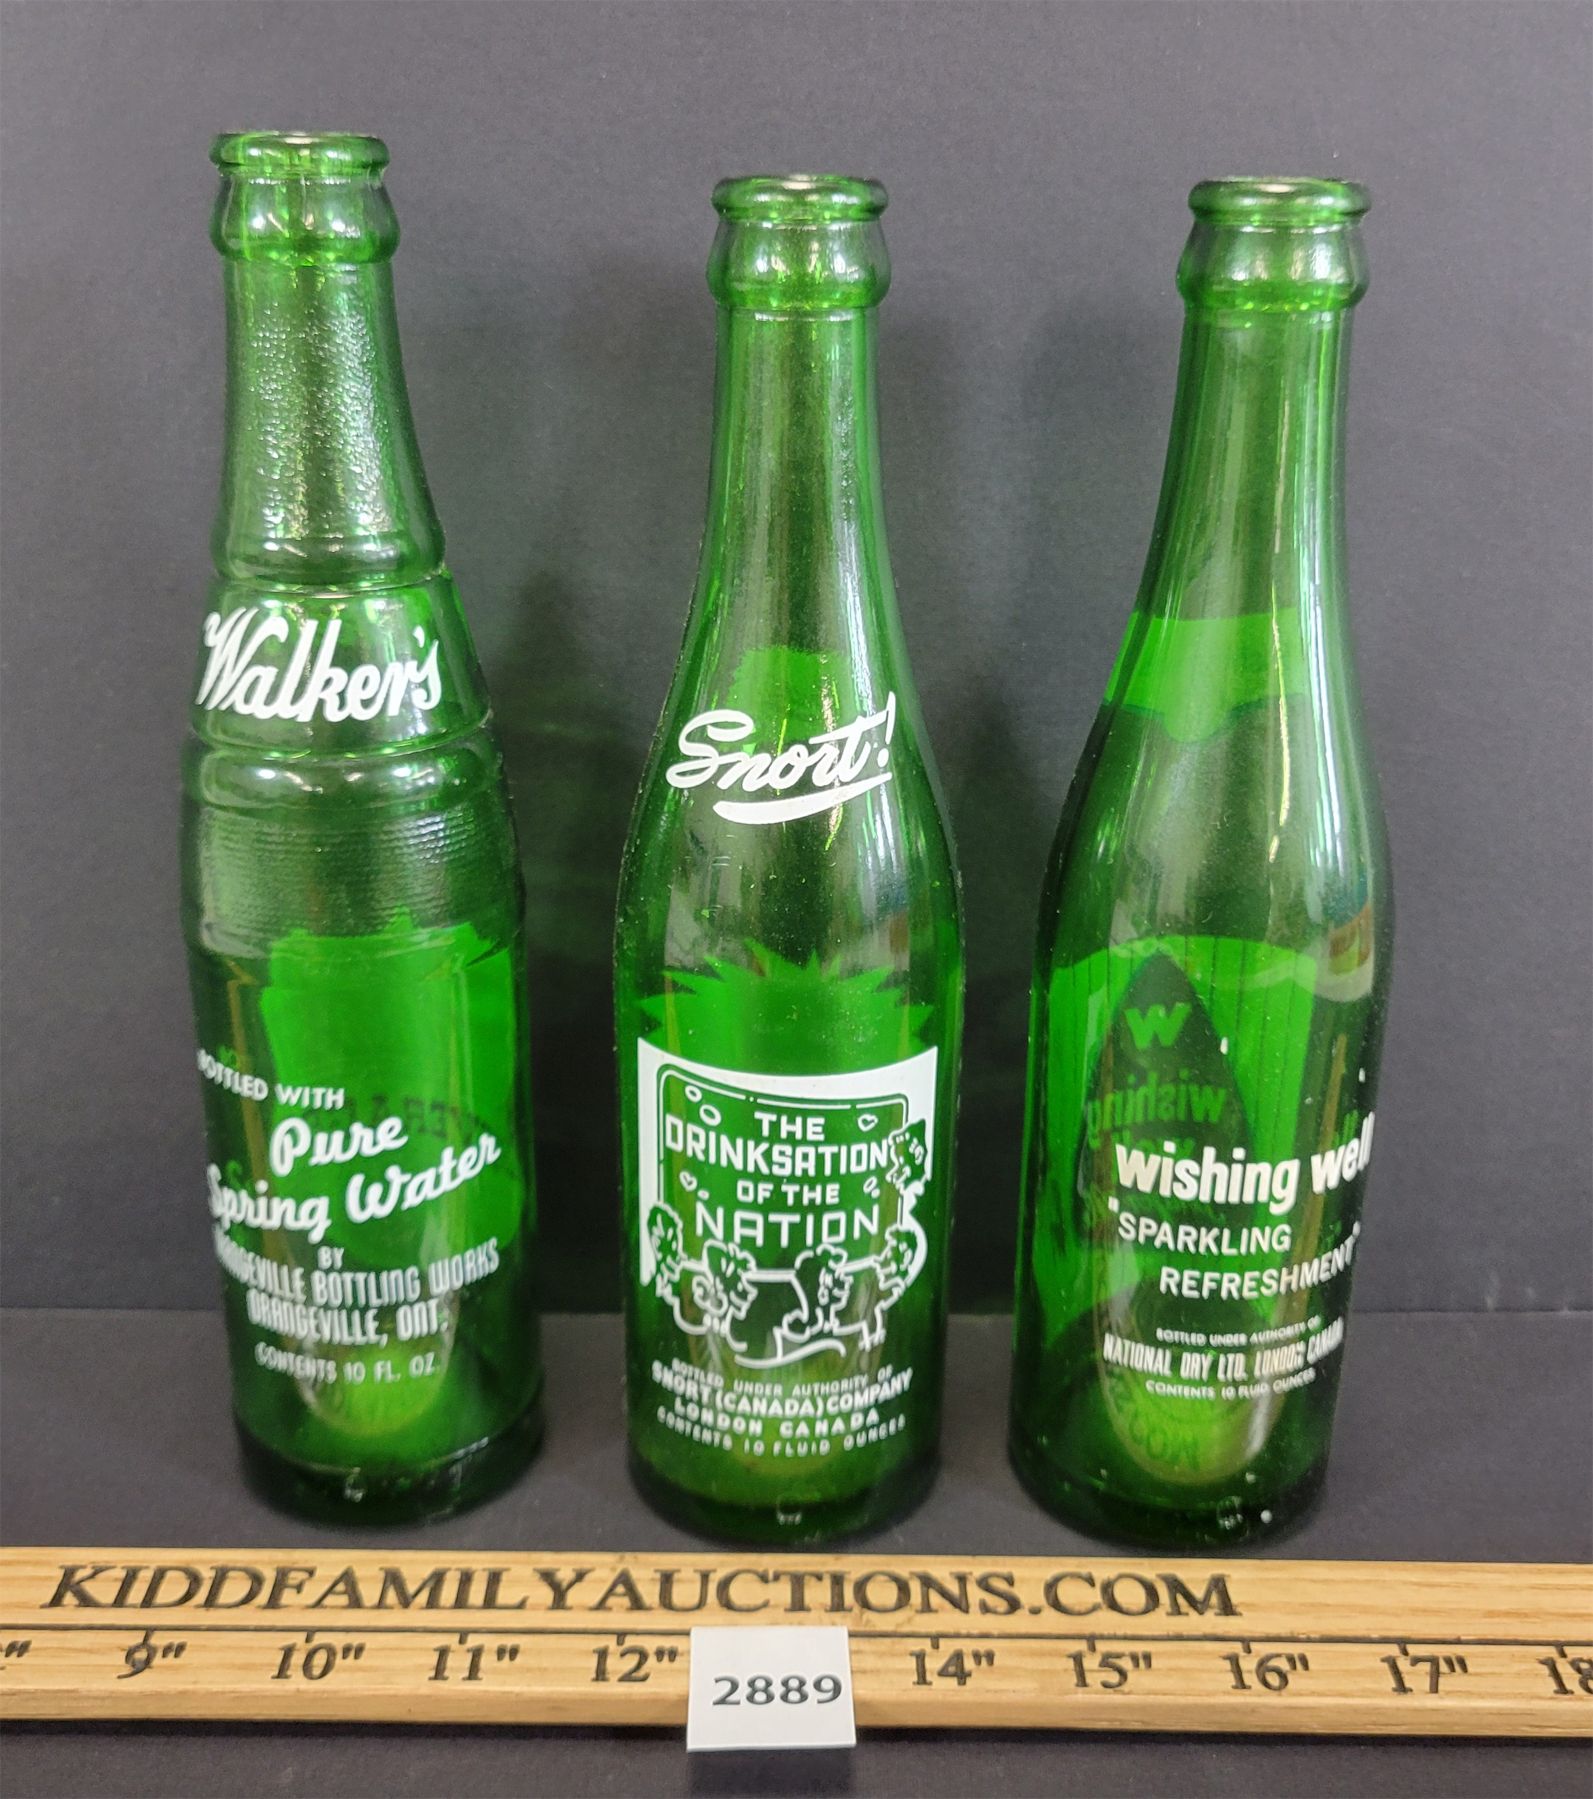 Walker's
BOTTLED WITH
Pure
Spring Water
BY
ORANGEVILLE BOTTLING WORKS
ORANGEVILLE, ONT.
CONTENTS 10 FL. OZ.
Snort!
THE
DRINKSATION
OF THE
NATION
BOTTLED UNDER AUTHORITY OF
SNORT (CANADA) COMPANY
LONDON CANADA
CONTENTS 10 FLUID OUNCES
W
wishing
wishing well
"SPARKLING
REFRESHMENT"
BOTTLED UNDER AUTHORITY OF
NATIONAL DRY LTD. LONDON CANADA
CONTENTS 10 FLUID OUNCES
KIDDFAMILYAUCTIONS.COM
9" 10" 11" 12" 14" 15" 16" 17" 18
2889